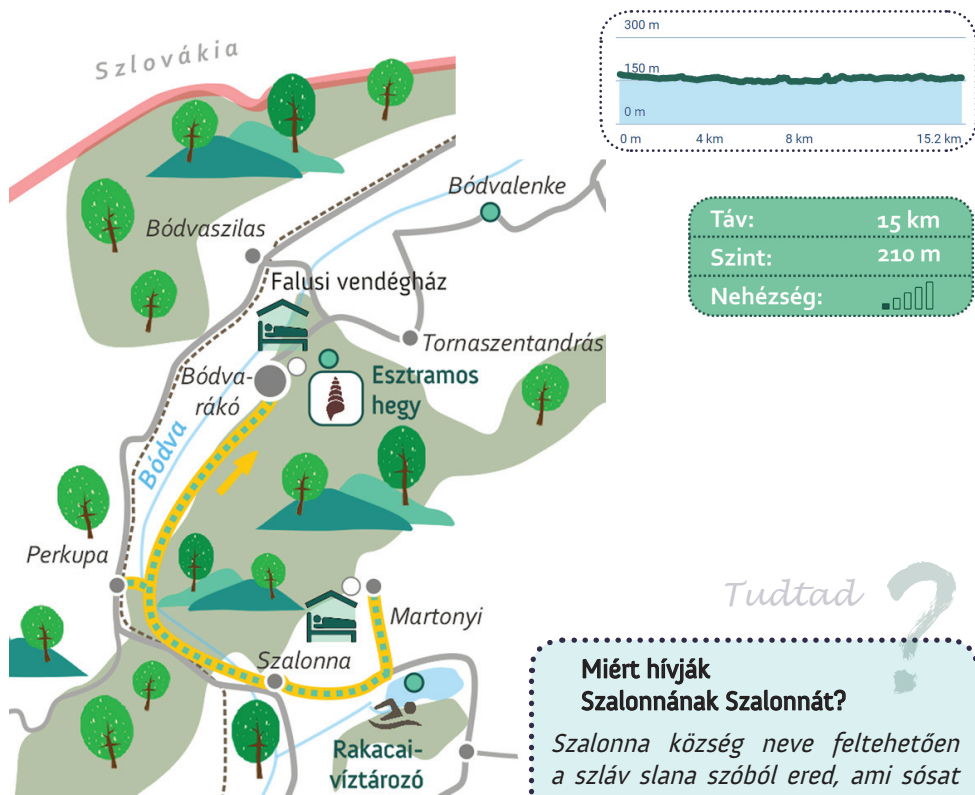 Szlovákia
300 m
150 m
0 m
0 m 4 km 8 km 15.2 km
Táv: 15 km
Szint: 210 m
Nehézség:
Bódvalenke
Bódvaszilas
Falusi vendégház
Tornaszentandrás
Bódva-
rákó
Esztramos
hegy
Bódva
Perkupa
Martonyi
Szalonna
Rakacai-
víztározó
Tudtad ?
Miért hívják
Szalonnának Szalonnát?
Szalonna község neve feltehetően
a szláv slana szóból ered, ami sósat